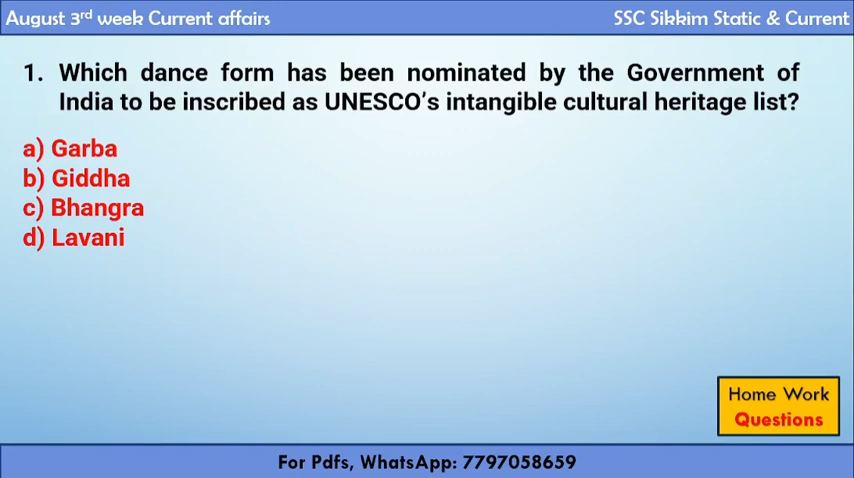 August 3rd week Current affairs
SSC Sikkim Static & Current
1. Which dance form has been nominated by the Government of
India to be inscribed as UNESCO's intangible cultural heritage list?
a) Garba
b) Giddha
c) Bhangra
d) Lavani
Home Work
Questions
For Pdfs, WhatsApp: 7797058659